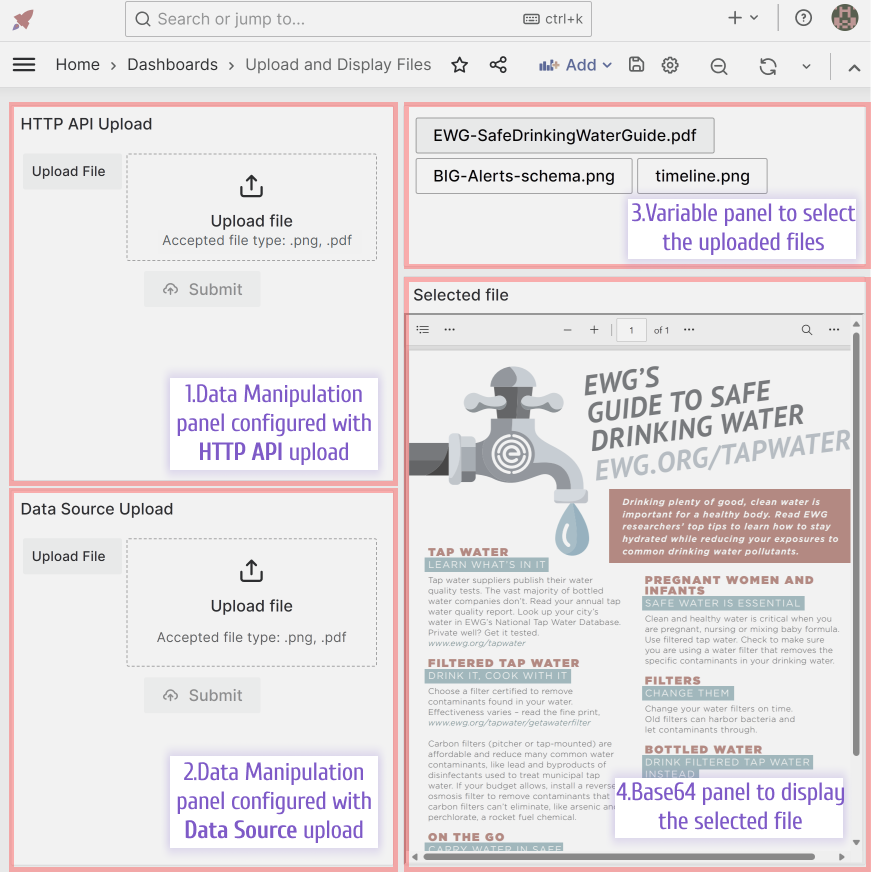 Search or jump to...
ctrl+k
Home > Dashboards > Upload and Display Files
Add
HTTP API Upload
Upload File
Upload file
Accepted file type: .png, .pdf
Submit
1.Data Manipulation
panel configured with
HTTP API upload
Data Source Upload
Upload File
Upload file
Accepted file type: .png, .pdf
Submit
2.Data Manipulation
panel configured with
Data Source upload
EWG-SafeDrinkingWaterGuide.pdf
BIG-Alerts-schema.png
timeline.png
3.Variable panel to select
the uploaded files
Selected file
1 of 1
EWG'S
GUIDE TO SAFE
DRINKING WATER
EWG.ORG/TAPWATER
Drinking plenty of good, clean water is
important for a healthy body. Read EWG
researchers' top tips to learn how to stay
hydrated while reducing your exposures to
common drinking water pollutants.
TAP WATER
LEARN WHAT'S IN IT
Tap water suppliers publish their water
quality tests. The vast majority of bottled
water companies don't. Read your annual tap
water quality report. Look up your city's
water in EWG's National Tap Water Database.
Private well? Get it tested.
www.ewg.org/tapwater
FILTERED TAP WATER
DRINK IT, COOK WITH IT
Choose a filter certified to remove
contaminants found in your water.
Effectiveness varies – read the fine print,
www.ewg.org/tapwater/getawaterfilter
Carbon filters (pitcher or tap-mounted) are
affordable and reduce many common water
contaminants, like lead and byproducts of
disinfectants used to treat municipal tap
water. If your budget allows, install a reverse
osmosis filter to remove contaminants that
carbon filters can't eliminate, like arsenic and
perchlorate, a rocket fuel chemical.
ON THE GO
CARRY WATER IN SAFE
PREGNANT WOMEN AND
INFANTS
SAFE WATER IS ESSENTIAL
Clean and healthy water is critical when you
are pregnant, nursing or mixing baby formula.
Use filtered tap water. Check to make sure
you are using a water filter that removes the
specific contaminants in your drinking water.
FILTERS
CHANGE THEM
Change your water filters on time.
Old filters can harbor bacteria and
let contaminants through.
BOTTLED WATER
DRINK FILTERED TAP WATER
INSTEAD
4.Base64 panel to display
the selected file